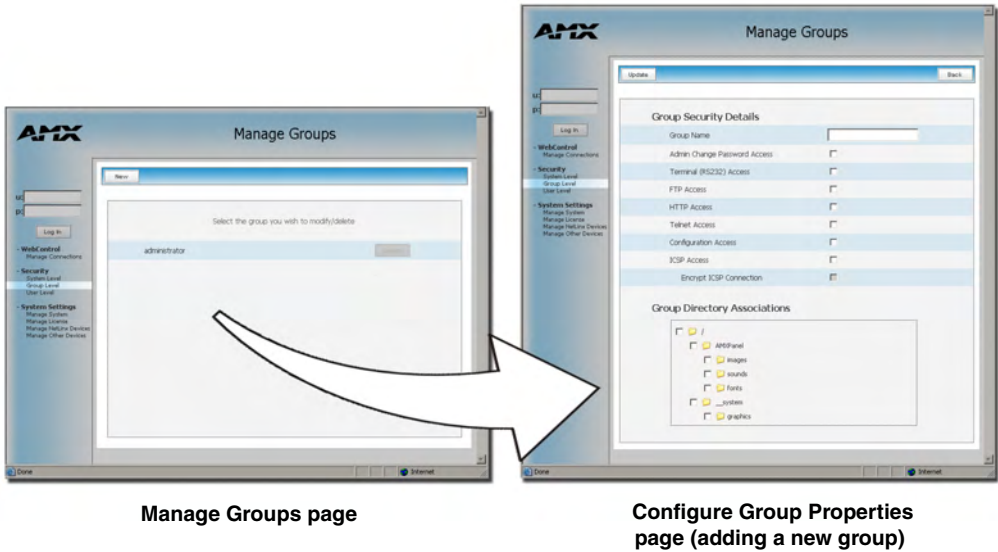 AMX
Manage Groups
New
u:
p:
Log In
Select the group you wish to modify/delete
administrator
- WebControl
Manage Connections
- Security
System Level
Group Level
User Level
- System Settings
Manage System
Manage License
Manage NetLinx Devices
Manage Other Devices
Done
Internet
Manage Groups page
AMX
Manage Groups
Update
Back
u:
p:
Log In
- WebControl
Manage Connections
- Security
System Level
Group Level
User Level
- System Settings
Manage System
Manage License
Manage NetLinx Devices
Manage Other Devices
Group Security Details
Group Name
Admin Change Password Access
Terminal (RS232) Access
FTP Access
HTTP Access
Telnet Access
Configuration Access
ICSP Access
Encrypt ICSP Connection
Group Directory Associations
/
AMXPanel
images
sounds
fonts
__system
graphics
Done
Internet
Configure Group Properties
page (adding a new group)